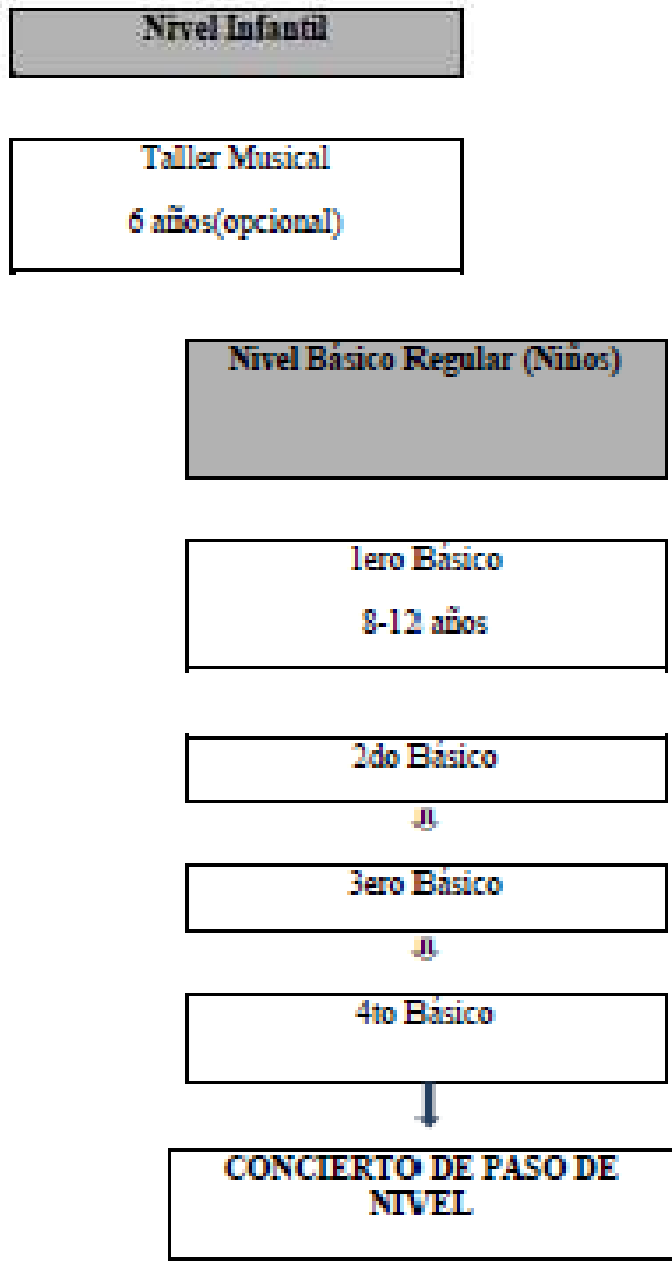 Nivel Infantil
Taller Musical
6 años(opcional)
Nivel Básico Regular (Niños)
1ero Básico
8-12 años
2do Básico
3ero Básico
4to Básico
CONCIERTO DE PASO DE
NIVEL